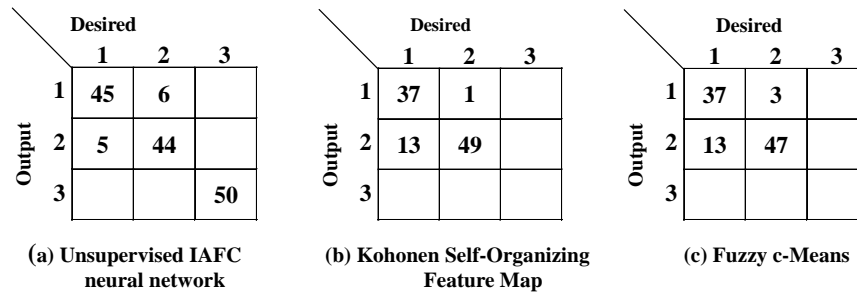 Desired
1 2 3
Output
1 45 6
2 5 44
3 50
(a) Unsupervised IAFC
neural network
Desired
1 2 3
Output
1 37 1
2 13 49
3
(b) Kohonen Self-Organizing
Feature Map
Desired
1 2 3
Output
1 37 3
2 13 47
3
(c) Fuzzy c-Means